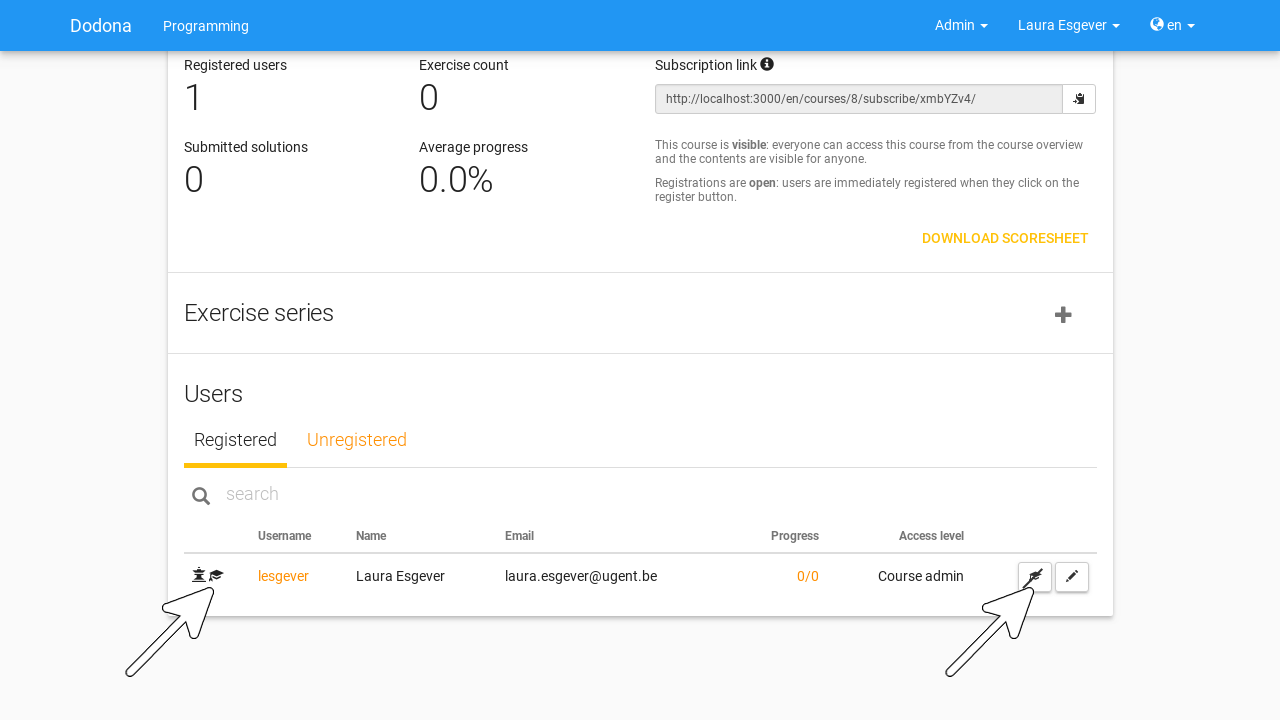 Dodona Programming Admin Laura Esgever en
Registered users Exercise count Subscription link
1 0 http://localhost:3000/en/courses/8/subscribe/xmbYZv4/
Submitted solutions Average progress
0 0.0%
This course is visible: everyone can access this course from the course overview
and the contents are visible for anyone.
Registrations are open: users are immediately registered when they click on the
register button.
DOWNLOAD SCORESHEET
Exercise series
Users
Registered Unregistered
search
Username Name Email Progress Access level
lesgever Laura Esgever laura.esgever@ugent.be 0/0 Course admin